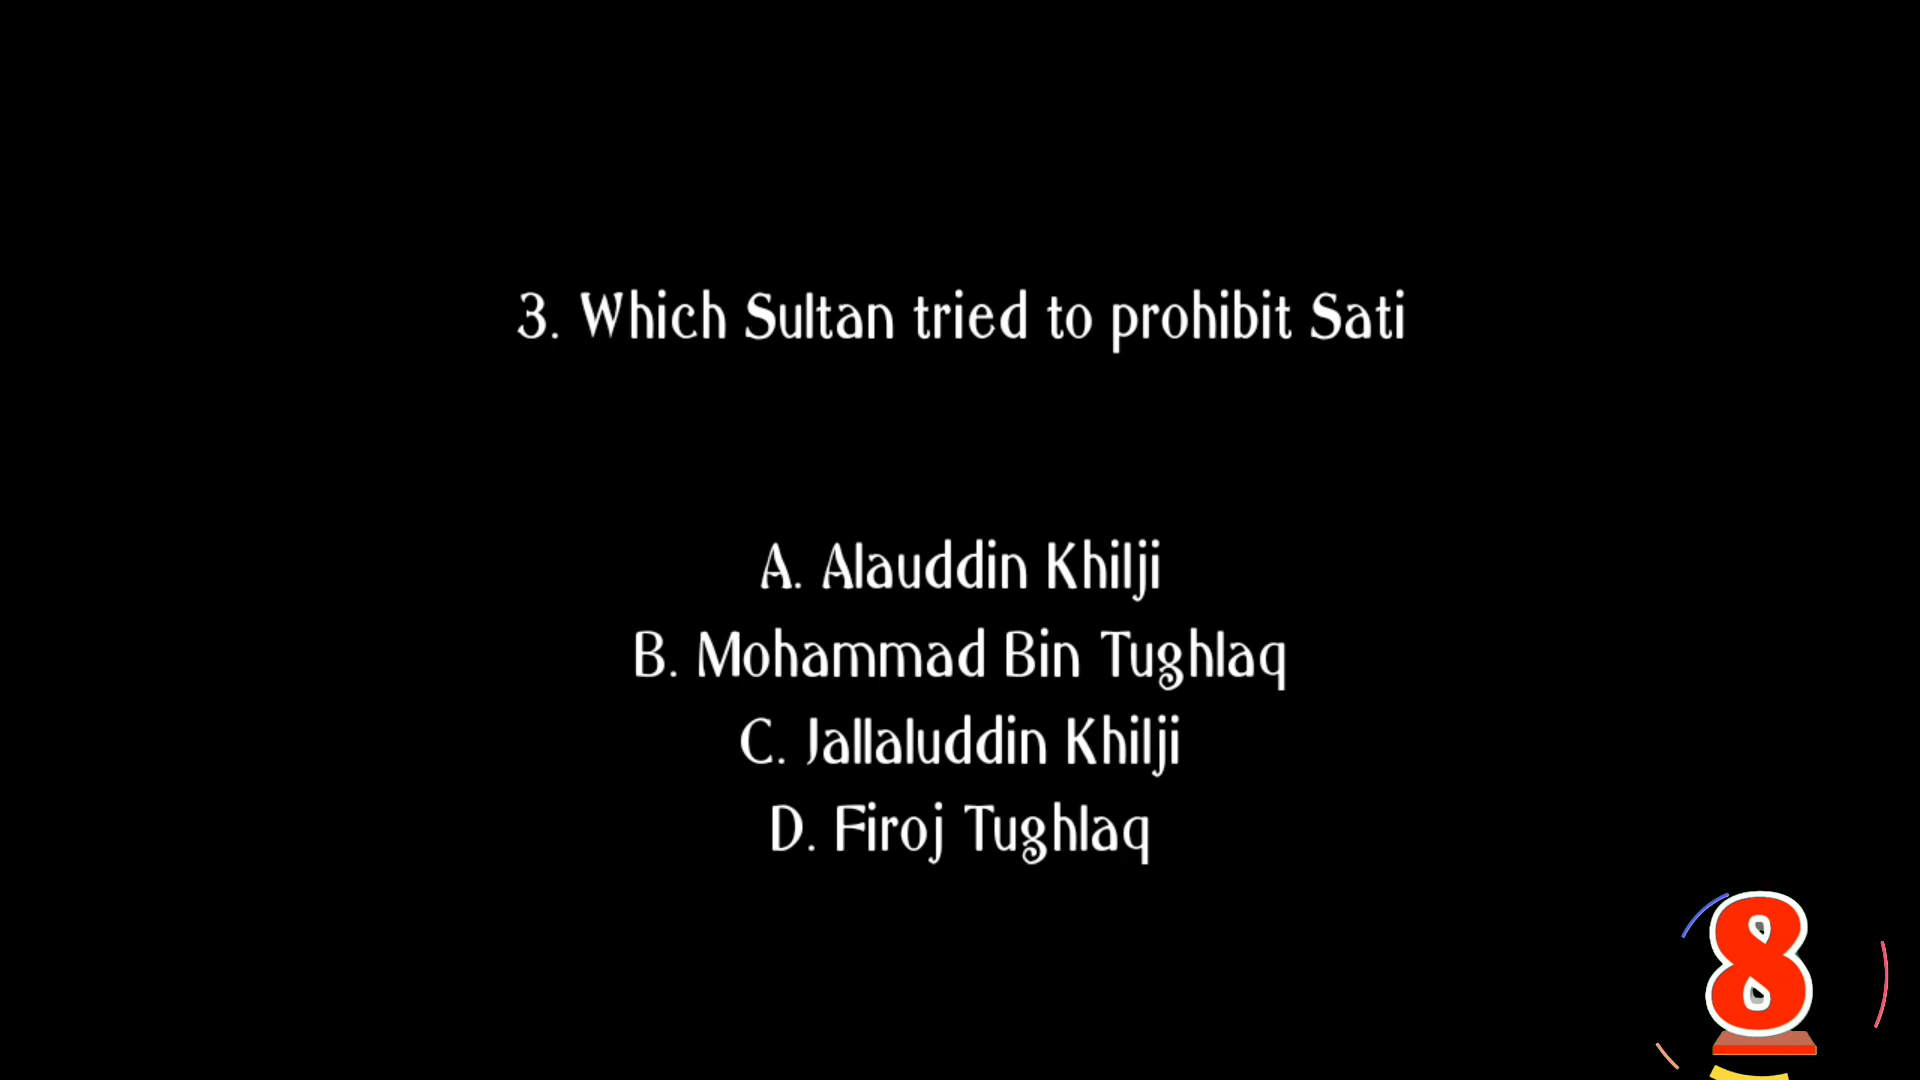 3. Which Sultan tried to prohibit Sati
A. Alauddin Khilji
B. Mohammad Bin Tughlaq
C. Jallaluddin Khilji
D. Firoj Tughlaq
8